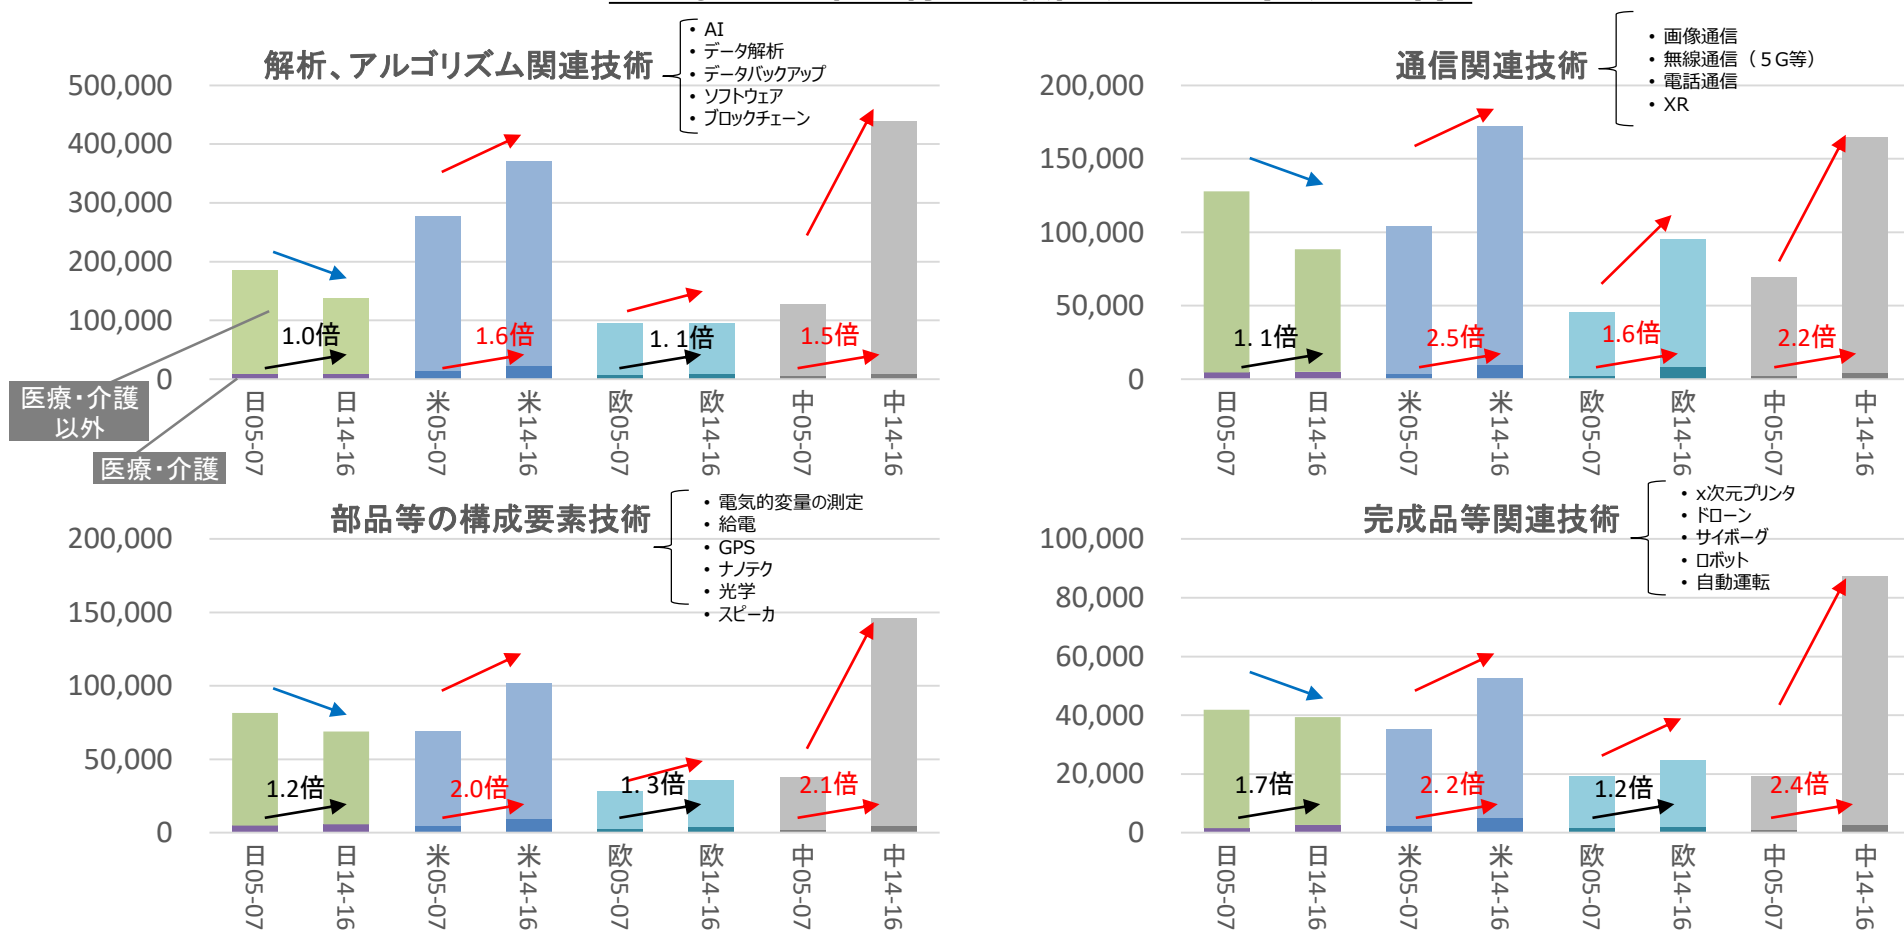 解析、アルゴリズム関連技術
• AI
• データ解析
• データバックアップ
• ソフトウェア
• ブロックチェーン
500,000
400,000
300,000
200,000
100,000
0
1.0倍
1.6倍
1. 1倍
1.5倍
日05-07
日14-16
米05-07
米14-16
欧05-07
欧14-16
中05-07
中14-16
医療・介護
以外
医療・介護
通信関連技術
• 画像通信
• 無線通信（５G等）
• 電話通信
• XR
200,000
150,000
100,000
50,000
0
1. 1倍
2.5倍
1.6倍
2.2倍
日05-07
日14-16
米05-07
米14-16
欧05-07
欧14-16
中05-07
中14-16
部品等の構成要素技術
• 電気的変量の測定
• 給電
• GPS
• ナノテク
• 光学
• スピーカ
200,000
150,000
100,000
50,000
0
1.2倍
2.0倍
1. 3倍
2.1倍
日05-07
日14-16
米05-07
米14-16
欧05-07
欧14-16
中05-07
中14-16
完成品等関連技術
• x次元プリンタ
• ドローン
• サイボーグ
• ロボット
• 自動運転
100,000
80,000
60,000
40,000
20,000
0
1.7倍
2. 2倍
1.2倍
2.4倍
日05-07
日14-16
米05-07
米14-16
欧05-07
欧14-16
中05-07
中14-16